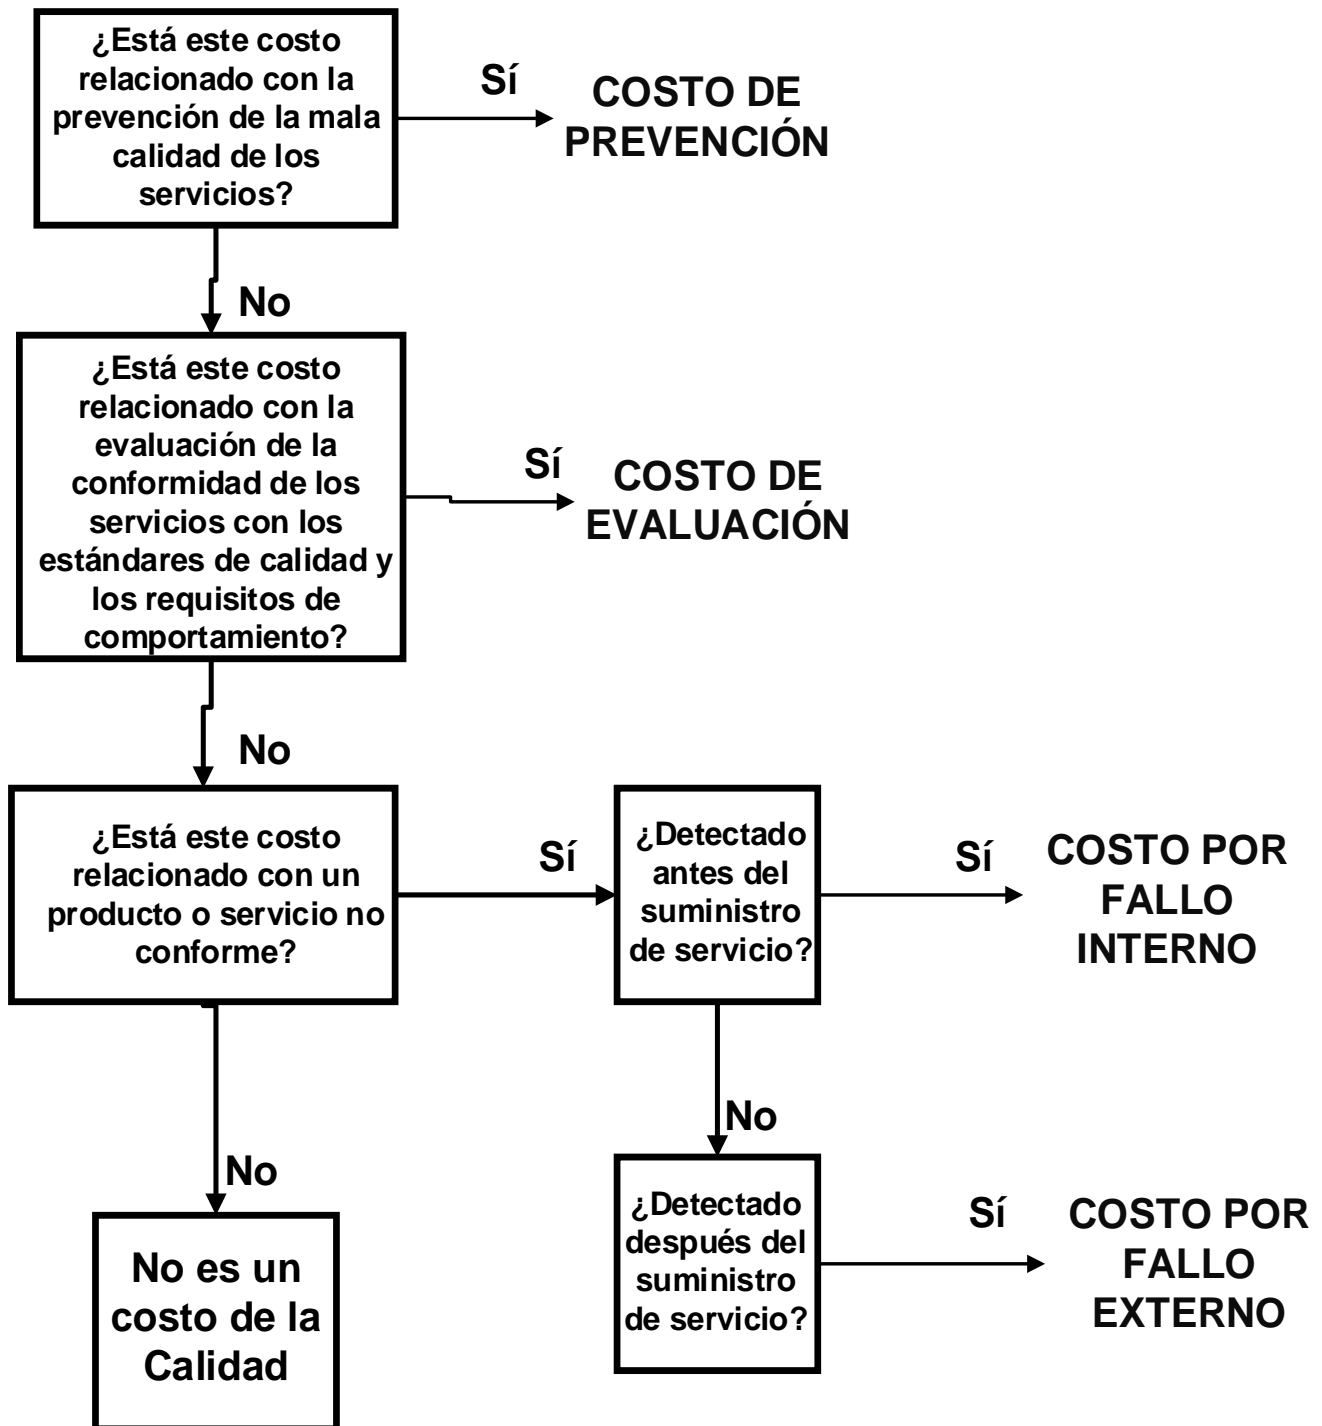 ¿Está este costo
relacionado con la
prevención de la mala
calidad de los
servicios?
Sí
COSTO DE
PREVENCIÓN
No
¿Está este costo
relacionado con la
evaluación de la
conformidad de los
servicios con los
estándares de calidad y
los requisitos de
comportamiento?
Sí
COSTO DE
EVALUACIÓN
No
¿Está este costo
relacionado con un
producto o servicio no
conforme?
Sí
¿Detectado
antes del
suministro
de servicio?
Sí
COSTO POR
FALLO
INTERNO
No
¿Detectado
después del
suministro
de servicio?
Sí
COSTO POR
FALLO
EXTERNO
No
No es un
costo de la
Calidad